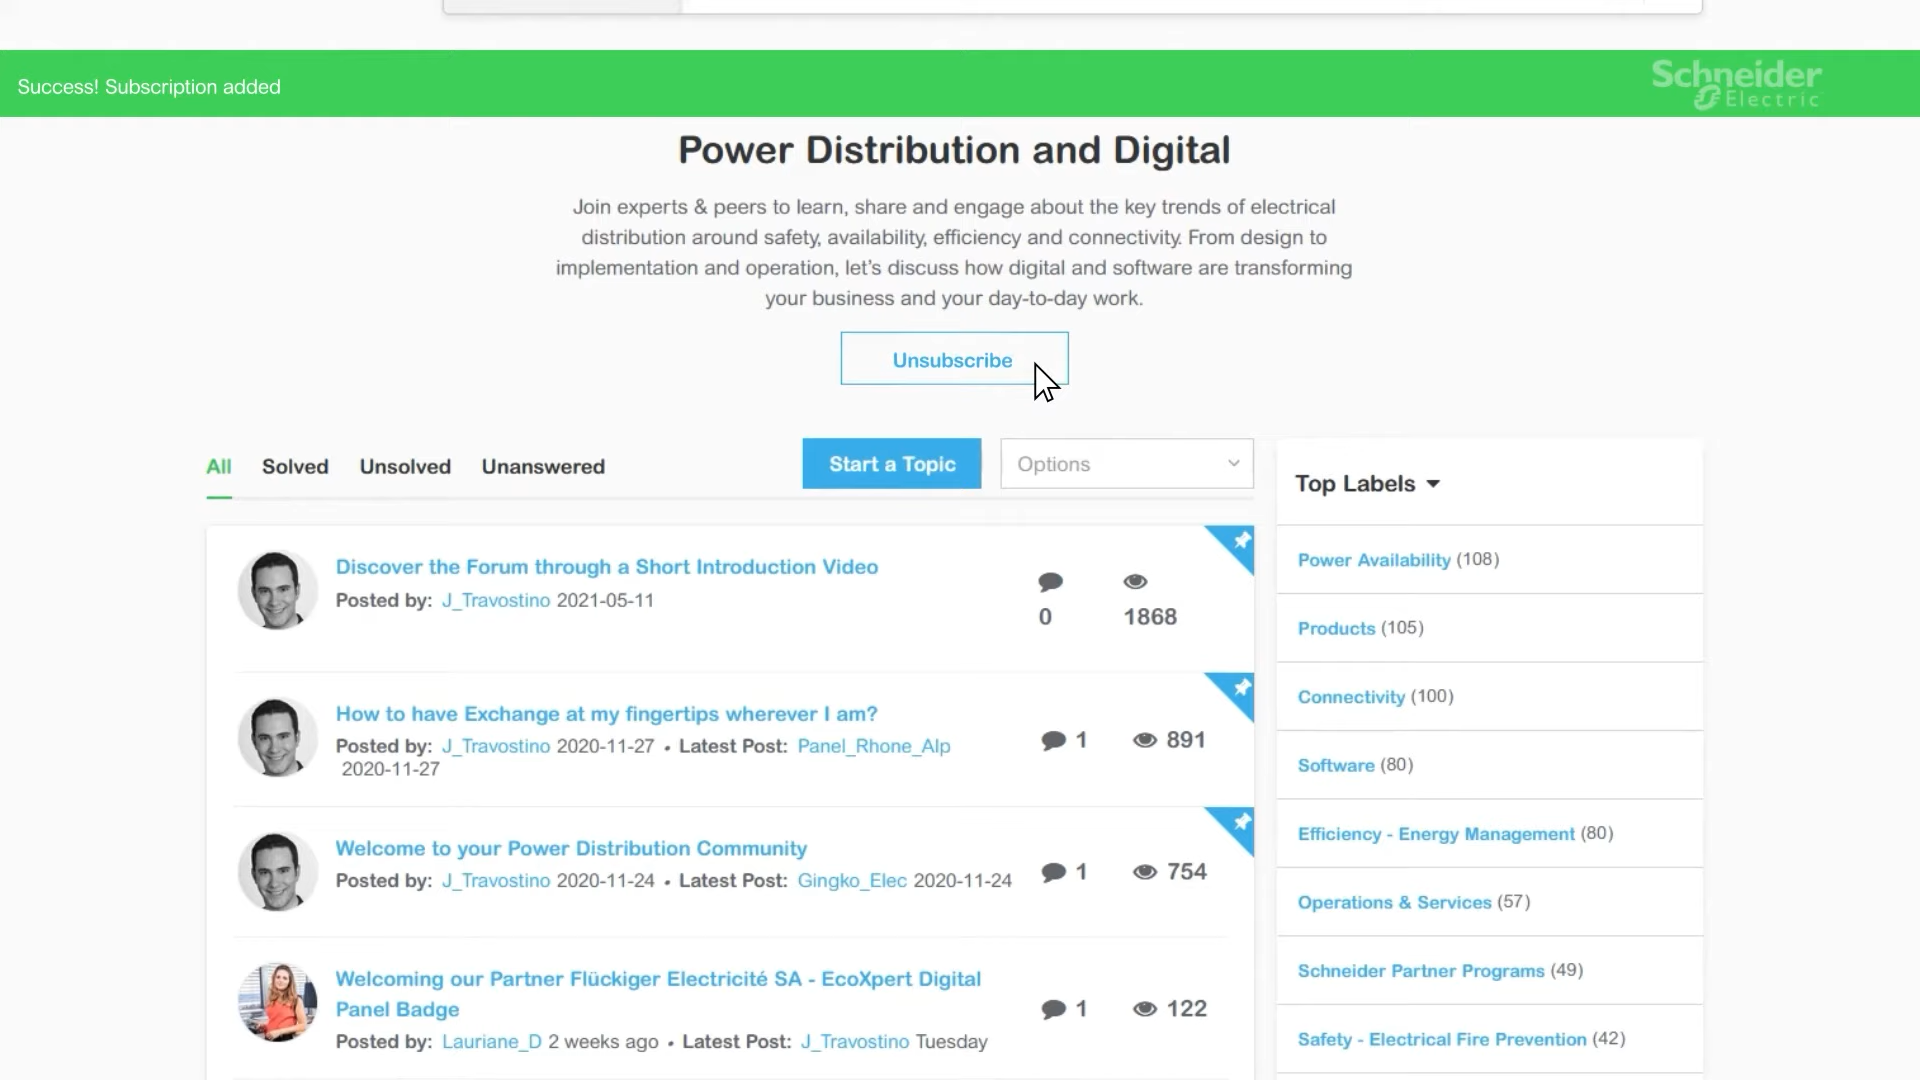 Success! Subscription added
Schneider
Electric
Power Distribution and Digital
Join experts & peers to learn, share and engage about the key trends of electrical
distribution around safety, availability, efficiency and connectivity. From design to
implementation and operation, let’s discuss how digital and software are transforming
your business and your day-to-day work.
Unsubscribe
All Solved Unsolved Unanswered
Start a Topic
Options
Discover the Forum through a Short Introduction Video
Posted by: J_Travostino 2021-05-11
0 1868
How to have Exchange at my fingertips wherever I am?
Posted by: J_Travostino 2020-11-27 • Latest Post: Panel_Rhone_Alp
2020-11-27
1 891
Welcome to your Power Distribution Community
Posted by: J_Travostino 2020-11-24 • Latest Post: Gingko_Elec 2020-11-24
1 754
Welcoming our Partner Flückiger Electricité SA - EcoXpert Digital
Panel Badge
Posted by: Lauriane_D 2 weeks ago • Latest Post: J_Travostino Tuesday
1 122
Top Labels
Power Availability (108)
Products (105)
Connectivity (100)
Software (80)
Efficiency - Energy Management (80)
Operations & Services (57)
Schneider Partner Programs (49)
Safety - Electrical Fire Prevention (42)